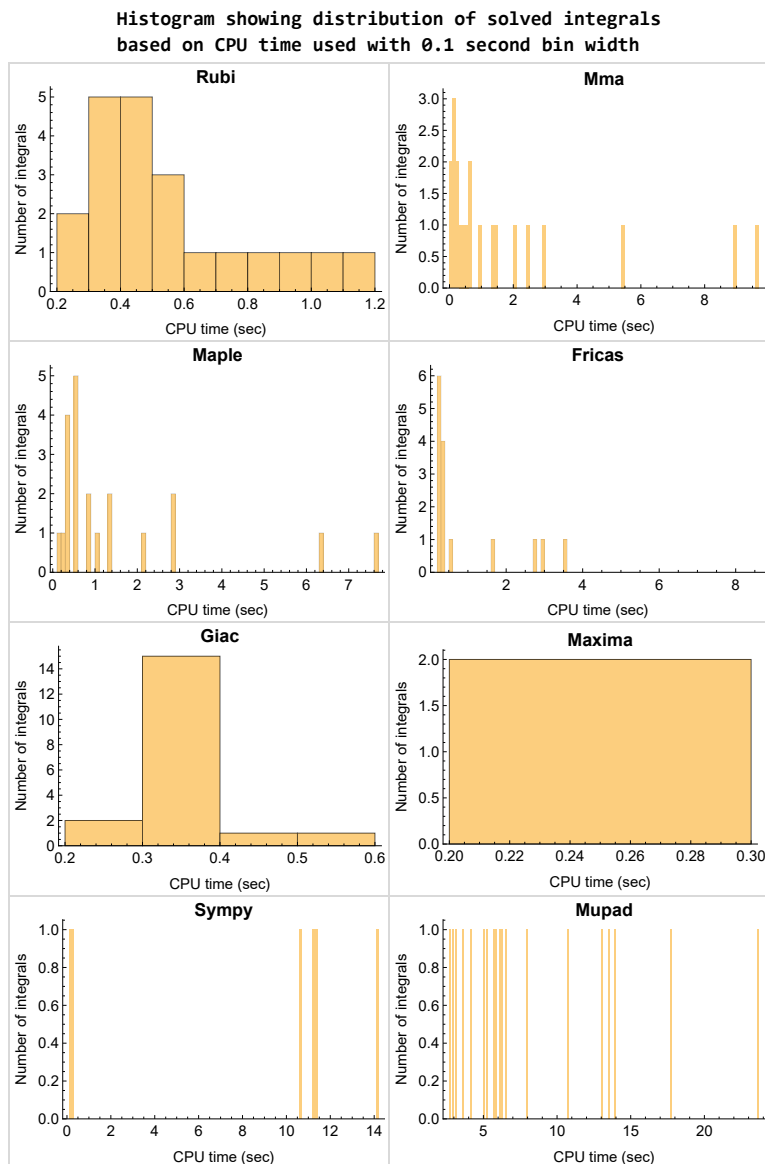 Histogram showing distribution of solved integrals
based on CPU time used with 0.1 second bin width
Rubi
Number of integrals
5
4
3
2
1
0
0.2 0.4 0.6 0.8 1.0 1.2
CPU time (sec)
Mma
Number of integrals
3.0
2.5
2.0
1.5
1.0
0.5
0.0
0 2 4 6 8
CPU time (sec)
Maple
Number of integrals
5
4
3
2
1
0
0 1 2 3 4 5 6 7
CPU time (sec)
Fricas
Number of integrals
6
5
4
3
2
1
0
2 4 6 8
CPU time (sec)
Giac
Number of integrals
14
12
10
8
6
4
2
0
0.2 0.3 0.4 0.5 0.6
CPU time (sec)
Maxima
Number of integrals
2.0
1.5
1.0
0.5
0.0
0.20 0.22 0.24 0.26 0.28 0.30
CPU time (sec)
Sympy
Number of integrals
1.0
0.8
0.6
0.4
0.2
0.0
0 2 4 6 8 10 12 14
CPU time (sec)
Mupad
Number of integrals
1.0
0.8
0.6
0.4
0.2
0.0
5 10 15 20
CPU time (sec)